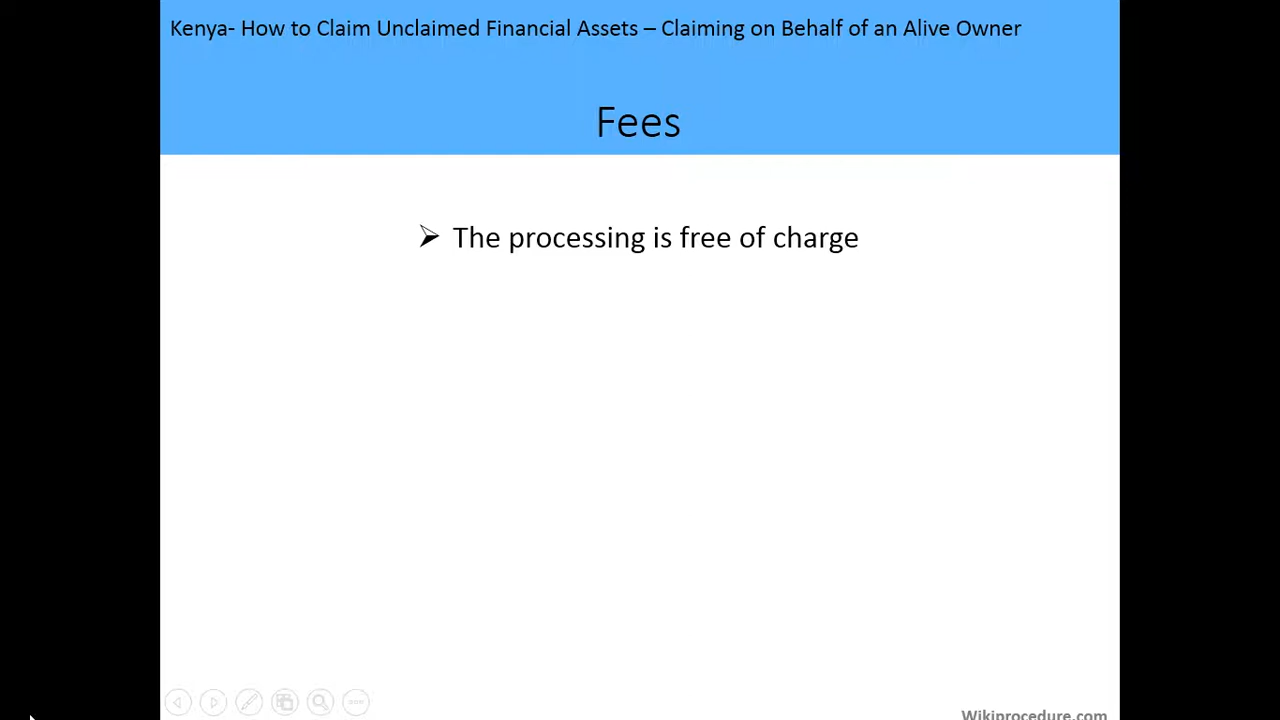 Kenya- How to Claim Unclaimed Financial Assets – Claiming on Behalf of an Alive Owner
Fees
➢ The processing is free of charge
Wikiprocedure.com